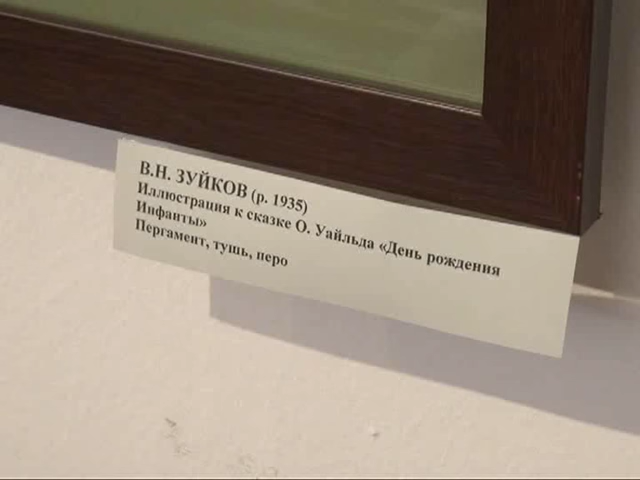 В.Н. ЗУЙКОВ (р. 1935)
Иллюстрация к сказке О. Уайльда «День рождения
Инфанты»
Пергамент, тушь, перо